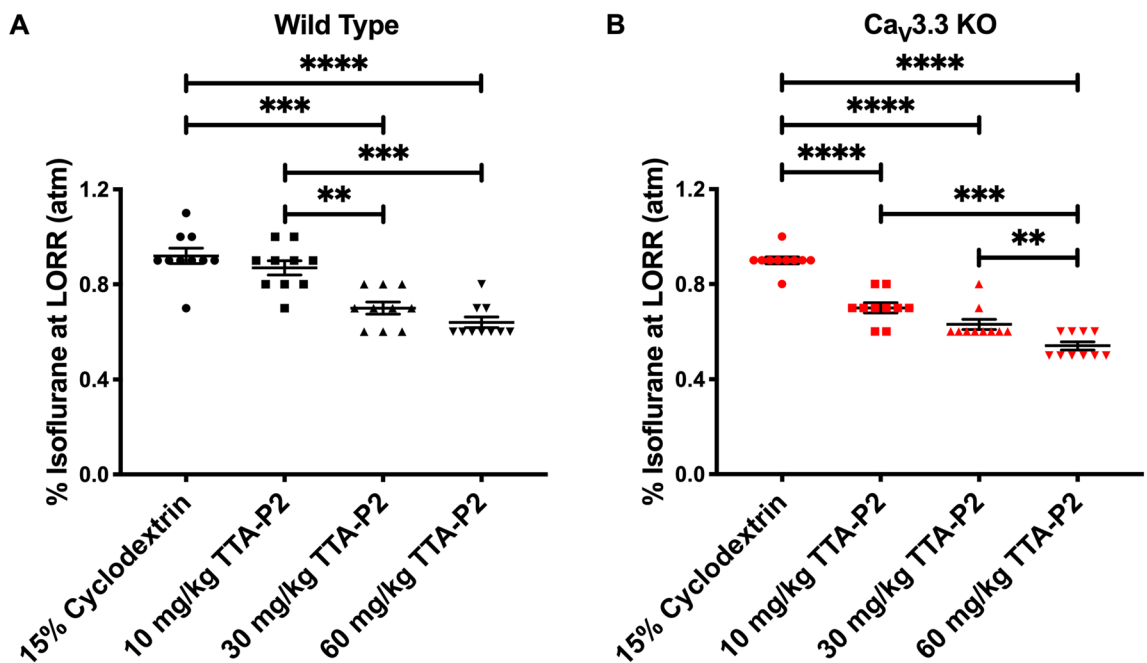 A
Wild Type
****
***
***
**
% Isoflurane at LORR (atm)
1.2
0.8
0.4
0.0
15% Cyclodextrin
10 mg/kg TTA-P2
30 mg/kg TTA-P2
60 mg/kg TTA-P2
B
CaV3.3 KO
****
****
****
***
**
% Isoflurane at LORR (atm)
1.2
0.8
0.4
0.0
15% Cyclodextrin
10 mg/kg TTA-P2
30 mg/kg TTA-P2
60 mg/kg TTA-P2